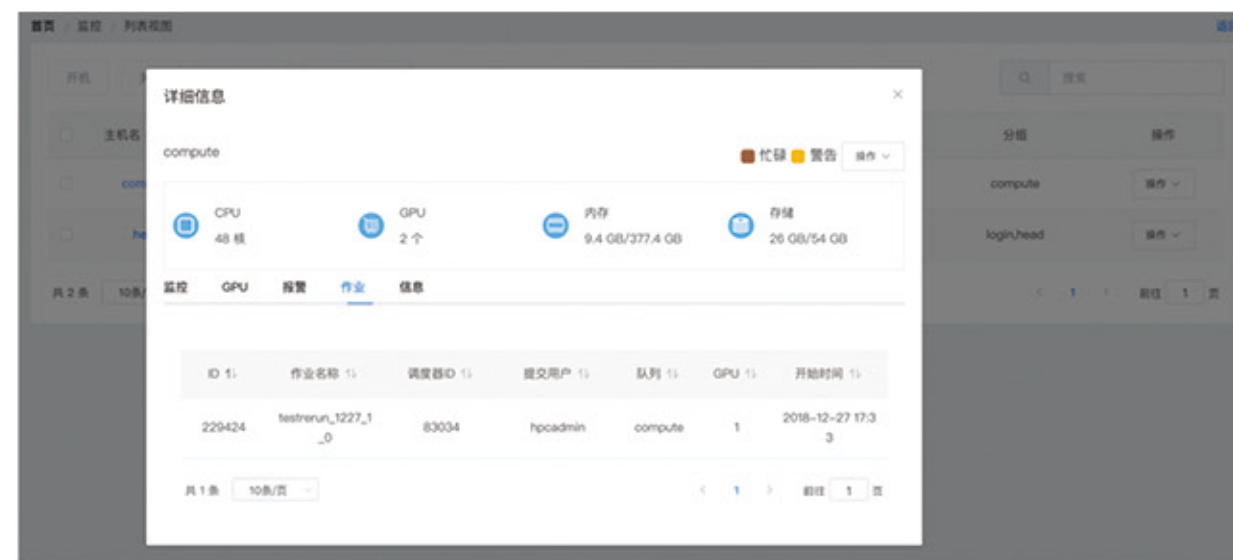 首页 / 监控 / 列表视图
开机
搜索
主机名
分组
操作
compute
操作
login,head
操作
共 2 条
前往 1 页
详细信息
compute
忙碌 警告 操作
CPU
48 核
GPU
2 个
内存
9.4 GB/377.4 GB
存储
26 GB/54 GB
监控 GPU 报警 作业 信息
ID 作业名称 调度器ID 提交用户 队列 GPU 开始时间
229424 testrerun_1227_1_0 83034 hpcadmin compute 1 2018-12-27 17:33
共 1 条 10条/页 < 1 > 前往 1 页